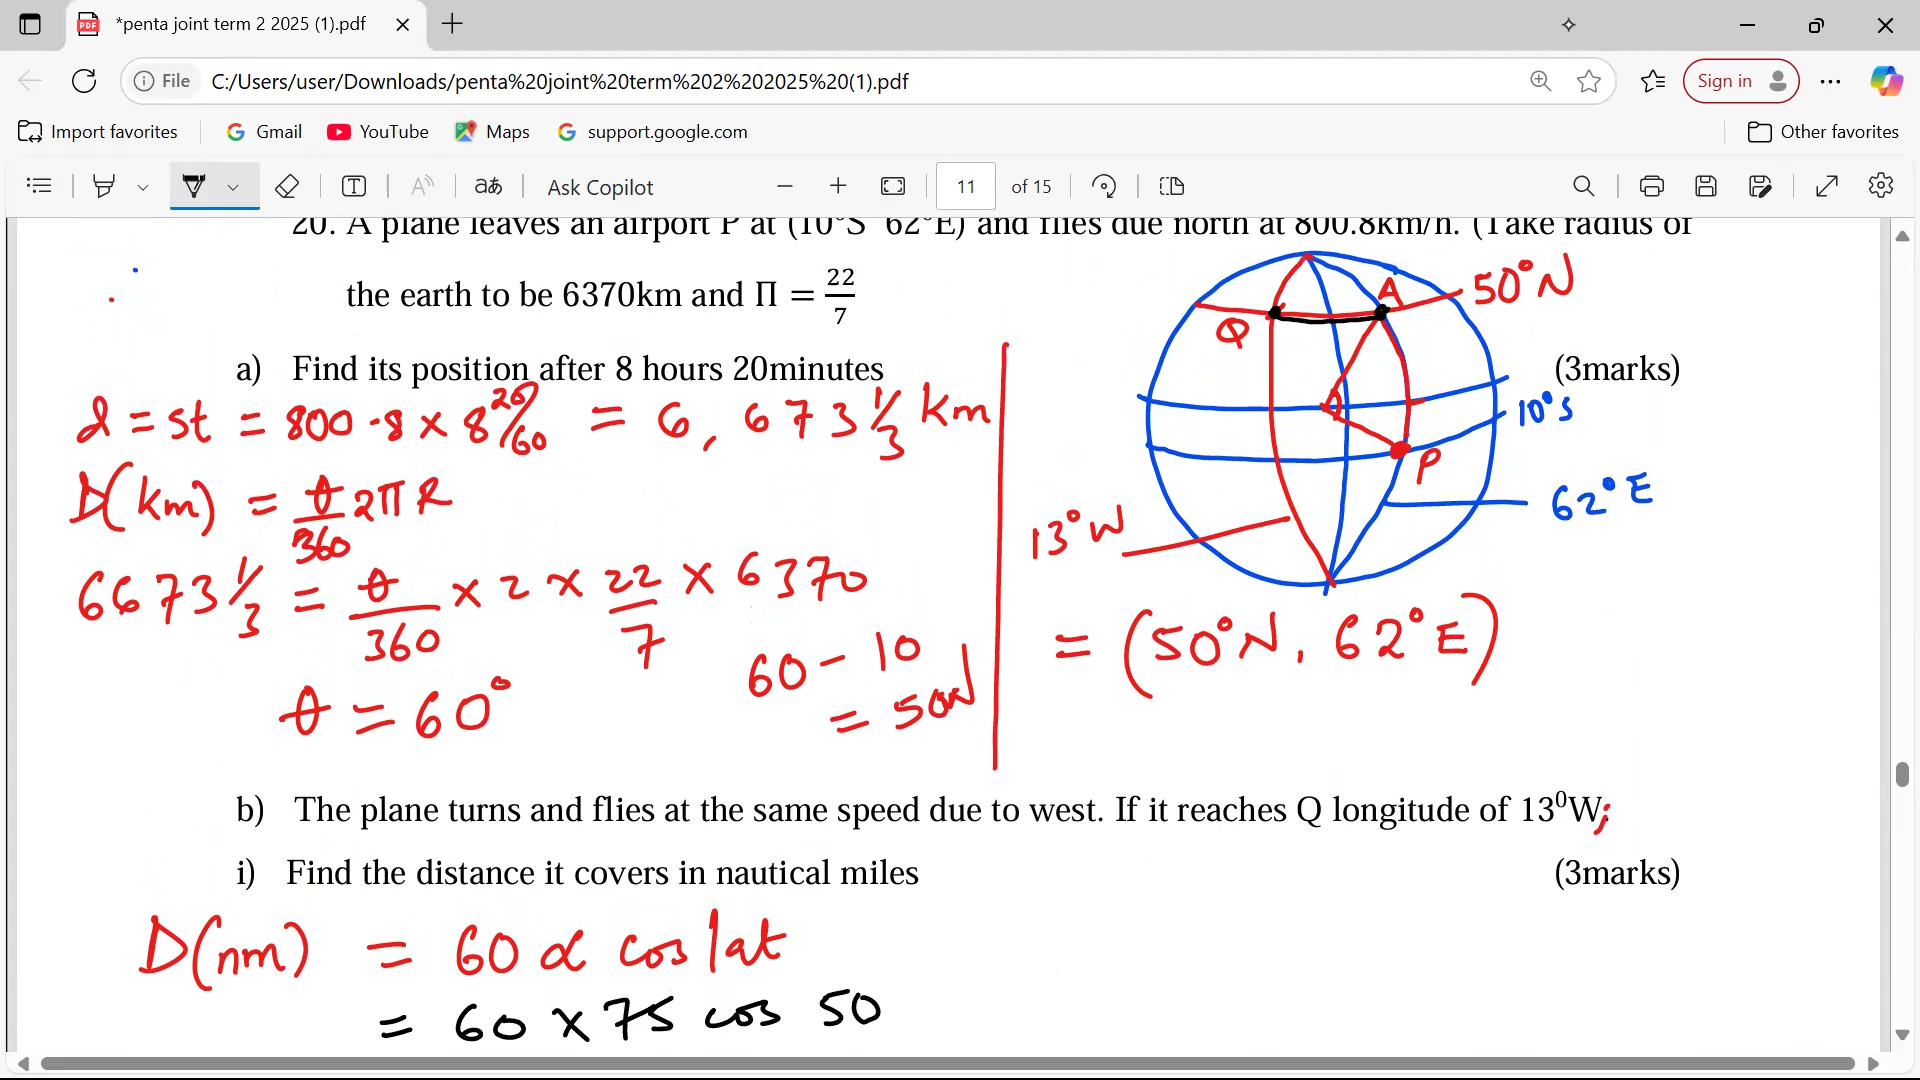 *penta joint term 2 2025 (1).pdf
File C:/Users/user/Downloads/penta%20joint%20term%202%202025%20(1).pdf Sign in
Import favorites Gmail YouTube Maps support.google.com Other favorites
Ask Copilot 11 of 15
20. A plane leaves an airport P at (10°S 62°E) and flies due north at 800.8km/h. (Take radius of
the earth to be 6370km and Π = 22/7
a) Find its position after 8 hours 20minutes (3marks)
d = st = 800.8 x 8 20/60 = 6,673 1/3 km
D(km) = θ/360 2πR
6673 1/3 = θ/360 x 2 x 22/7 x 6370
θ = 60°
60 - 10
= 50N
Q A 50°N
10°S
P
62°E
13°W
= (50°N, 62°E)
b) The plane turns and flies at the same speed due to west. If it reaches Q longitude of 13⁰W;
i) Find the distance it covers in nautical miles (3marks)
D(nm) = 60 α cos lat
= 60 x 75 cos 50